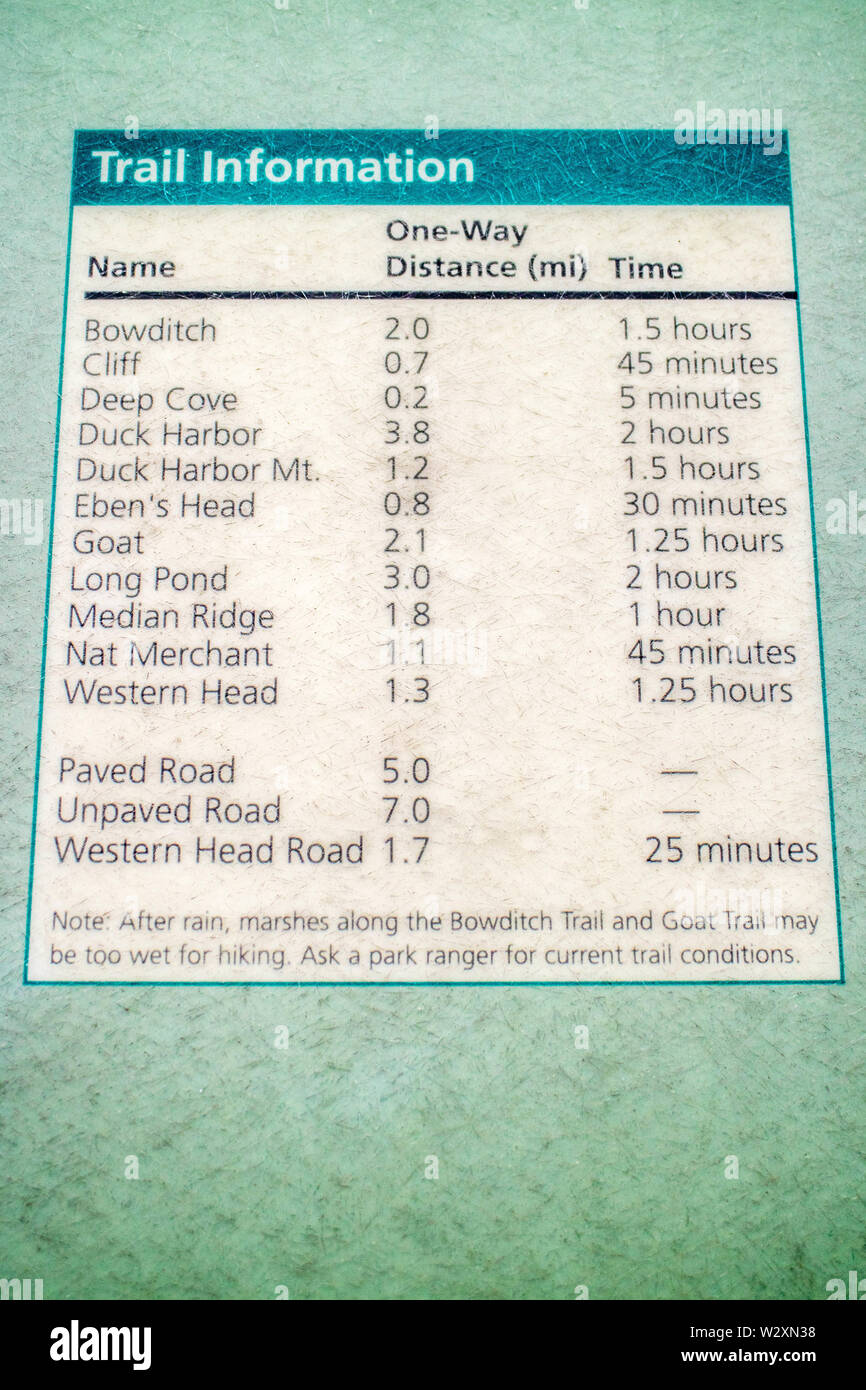 Trail Information
One-Way
Name Distance (mi) Time
Bowditch 2.0 1.5 hours
Cliff 0.7 45 minutes
Deep Cove 0.2 5 minutes
Duck Harbor 3.8 2 hours
Duck Harbor Mt. 1.2 1.5 hours
Eben's Head 0.8 30 minutes
Goat 2.1 1.25 hours
Long Pond 3.0 2 hours
Median Ridge 1.8 1 hour
Nat Merchant 1.1 45 minutes
Western Head 1.3 1.25 hours
Paved Road 5.0 —
Unpaved Road 7.0 —
Western Head Road 1.7 25 minutes
Note: After rain, marshes along the Bowditch Trail and Goat Trail may
be too wet for hiking. Ask a park ranger for current trail conditions.
alamy
Image ID: W2XN38
www.alamy.com